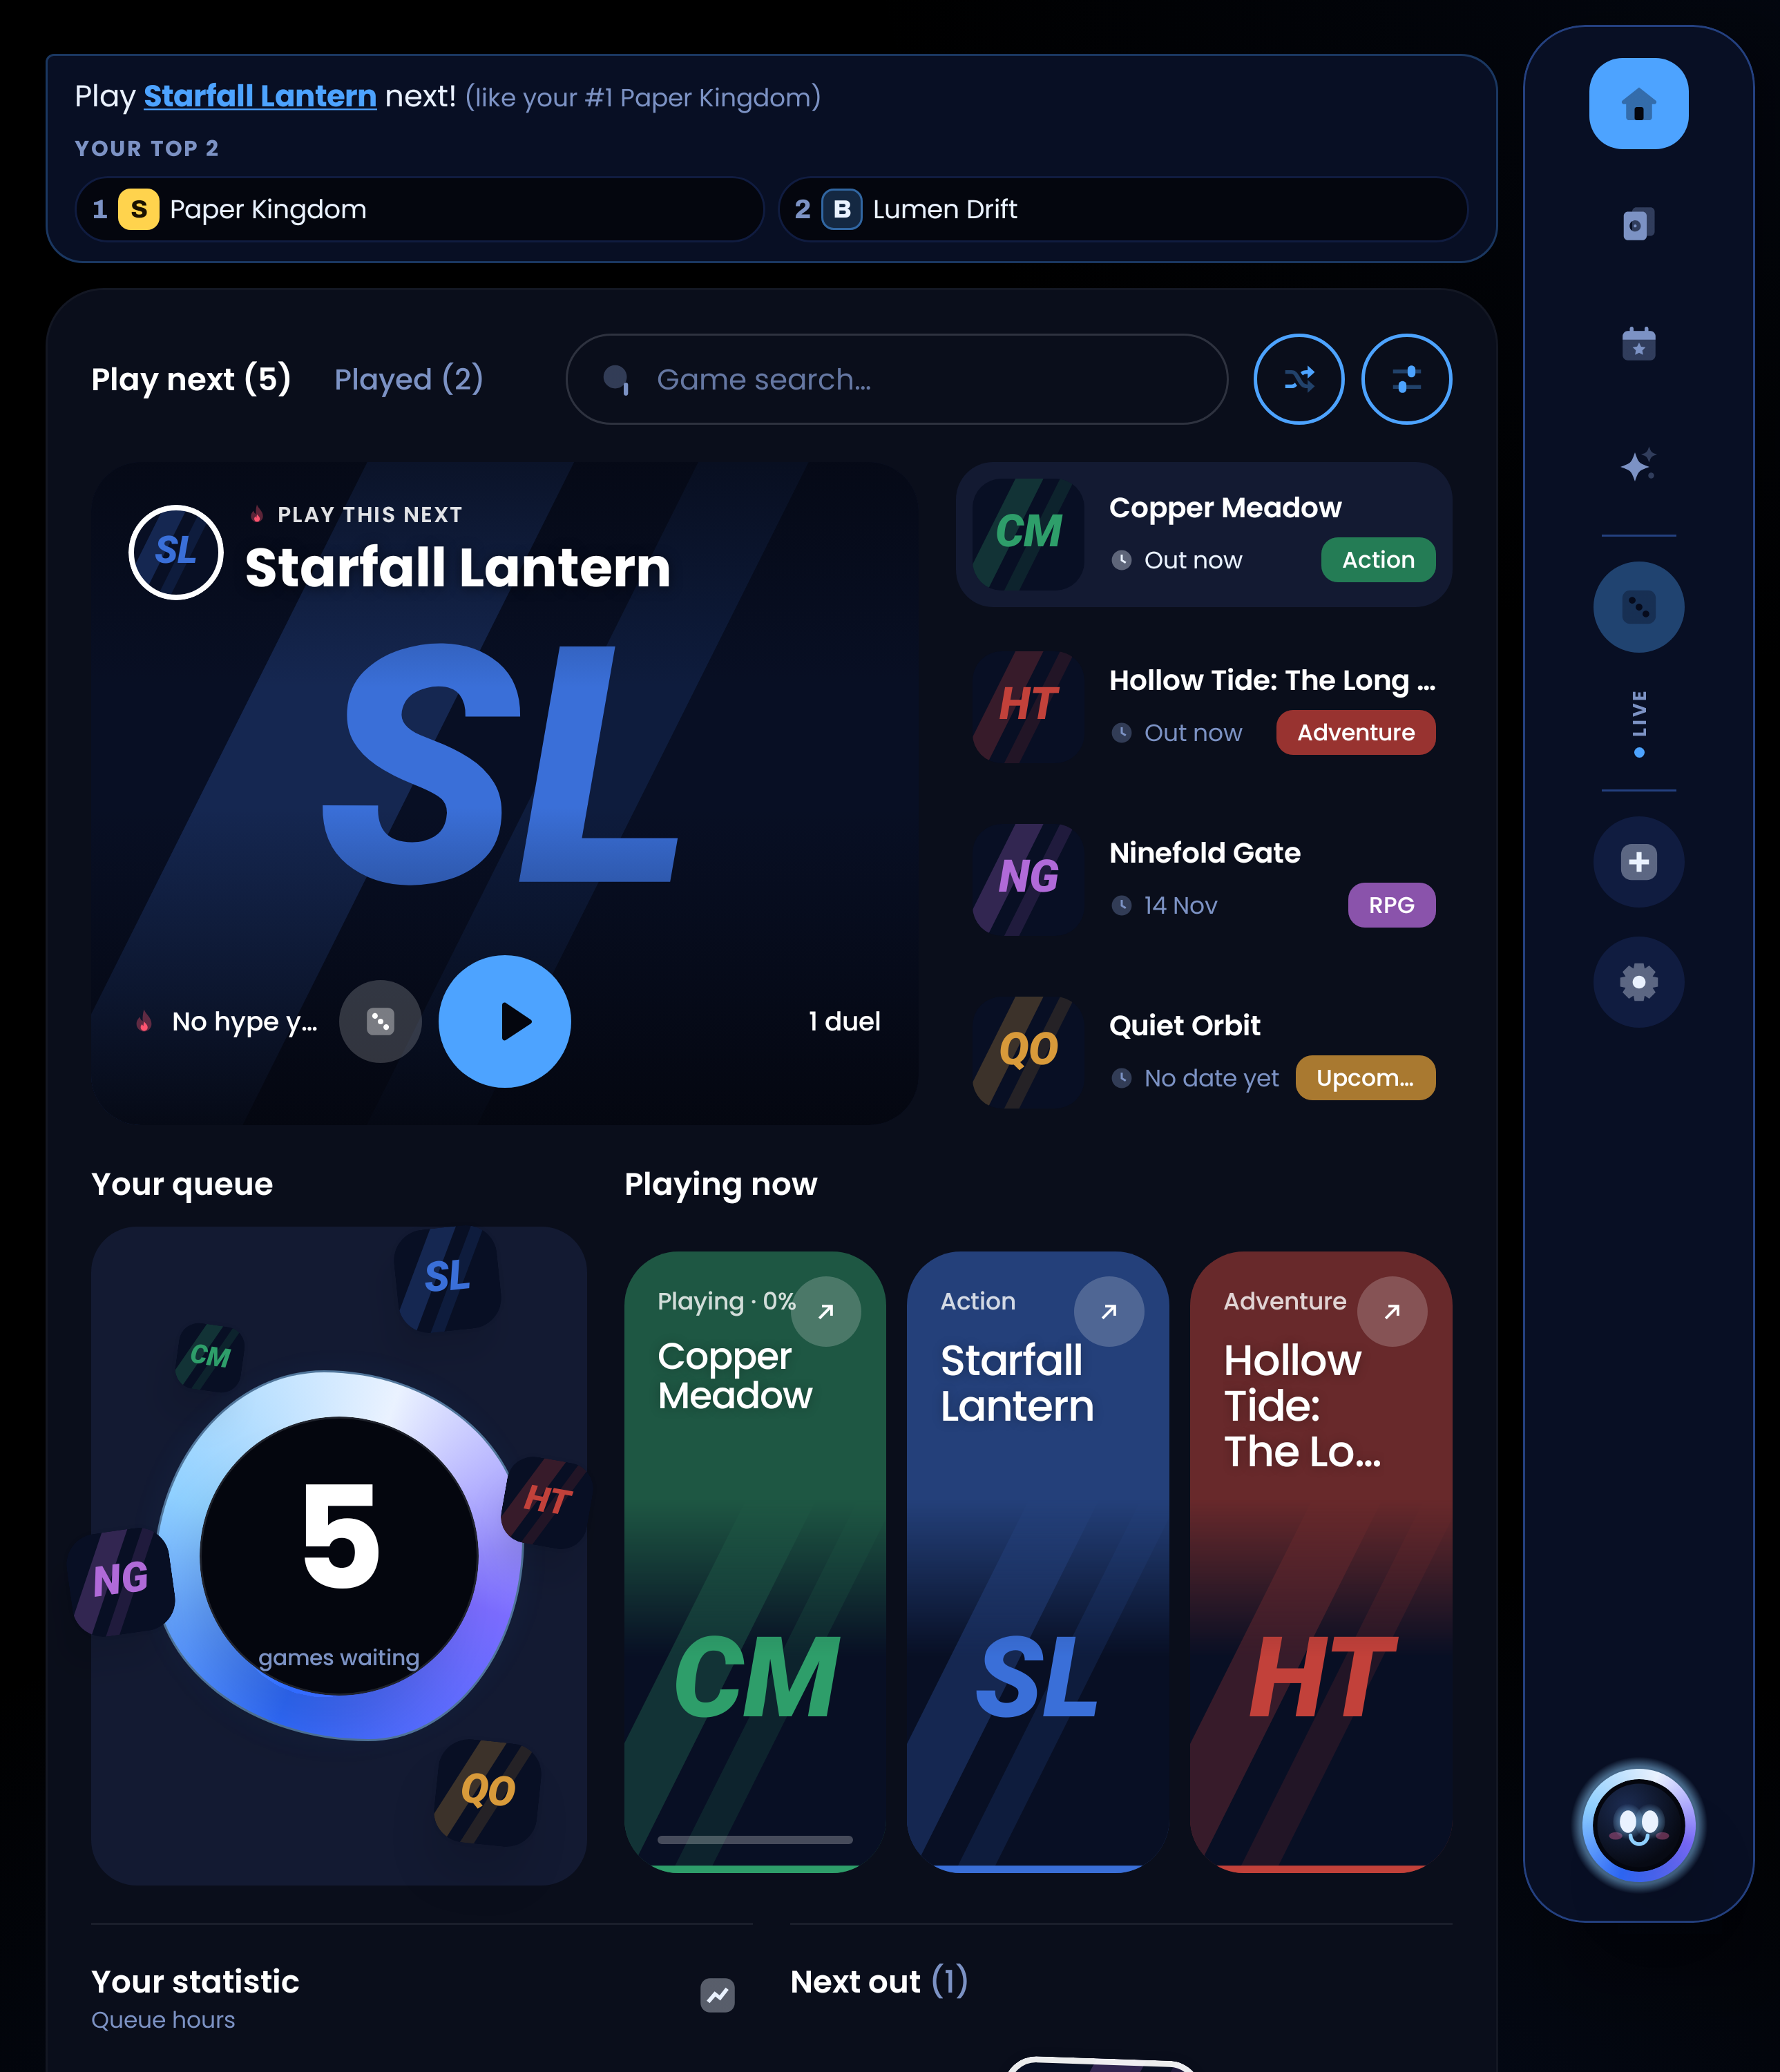 Play Starfall Lantern next! (like your #1 Paper Kingdom)
YOUR TOP 2
1 S Paper Kingdom
2 B Lumen Drift
Play next (5)
Played (2)
Game search...
SL
PLAY THIS NEXT
Starfall Lantern
SL
No hype y...
1 duel
CM
Copper Meadow
Out now
Action
HT
Hollow Tide: The Long ...
Out now
Adventure
NG
Ninefold Gate
14 Nov
RPG
QO
Quiet Orbit
No date yet
Upcom...
LIVE
Your queue
SL
CM
HT
NG
5
games waiting
QO
Playing now
Playing · 0%
Copper
Meadow
CM
Action
Starfall
Lantern
SL
Adventure
Hollow
Tide:
The Lo...
HT
Your statistic
Queue hours
Next out (1)